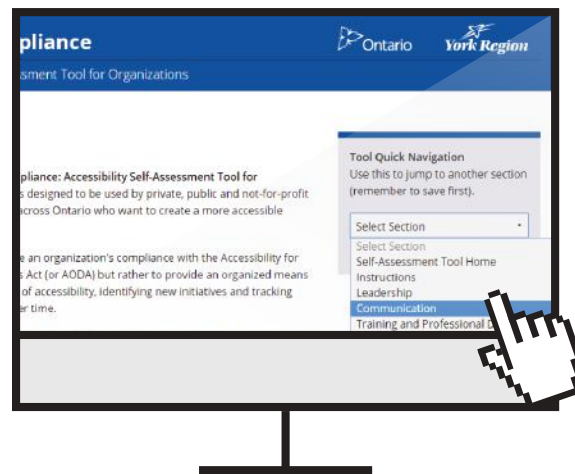 pliance
Ontario
York Region
sment Tool for Organizations
pliance: Accessibility Self-Assessment Tool for
s designed to be used by private, public and not-for-profit
across Ontario who want to create a more accessible
e an organization's compliance with the Accessibility for
s Act (or AODA) but rather to provide an organized means
of accessibility, identifying new initiatives and tracking
er time.
Tool Quick Navigation
Use this to jump to another section
(remember to save first).
Select Section
Select Section
Self-Assessment Tool Home
Instructions
Leadership
Communication
Training and Professional D